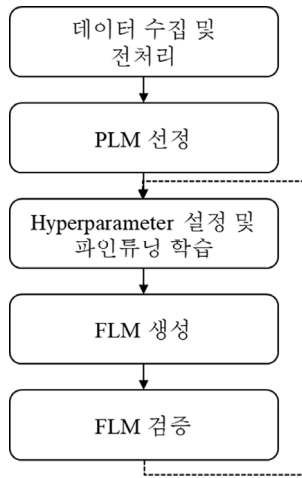 데이터 수집 및
전처리
PLM 선정
Hyperparameter 설정 및
파인튜닝 학습
FLM 생성
FLM 검증